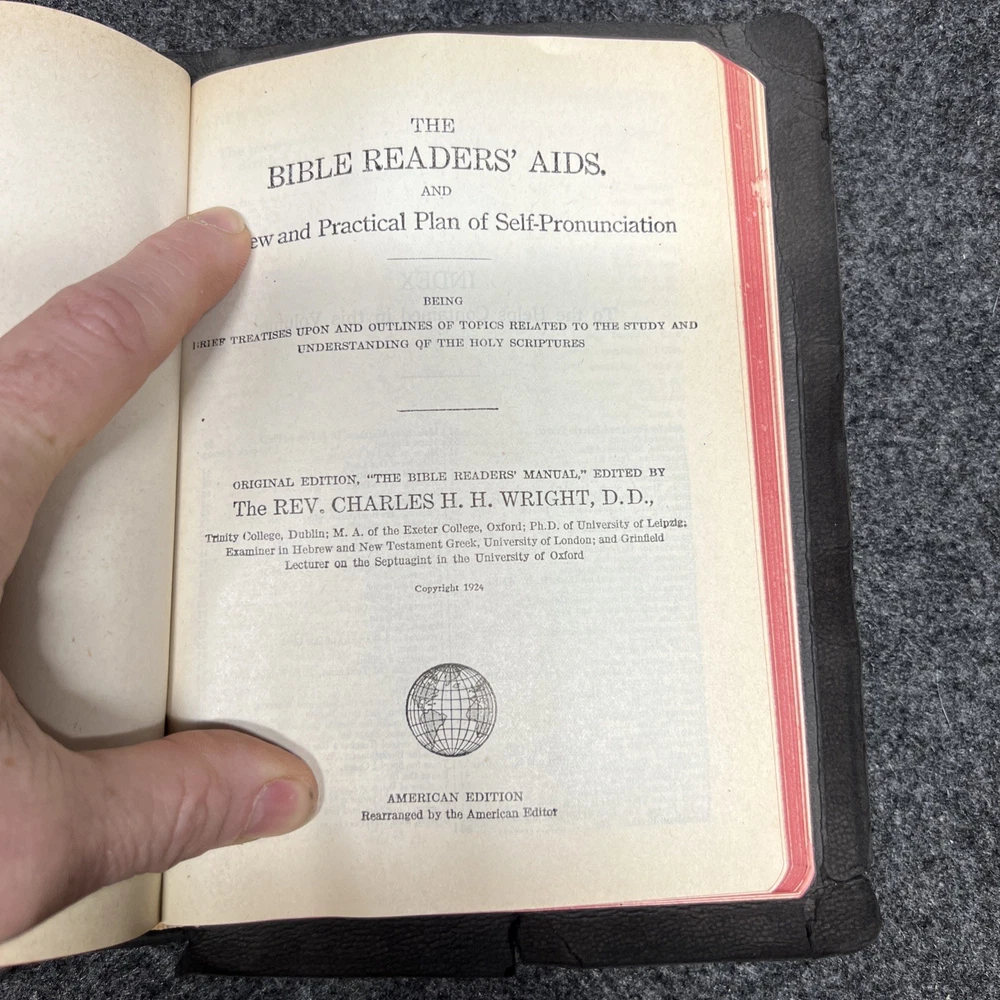 THE
BIBLE READERS' AIDS.
AND
ew and Practical Plan of Self-Pronunciation
BEING
BRIEF TREATISES UPON AND OUTLINES OF TOPICS RELATED TO THE STUDY AND
UNDERSTANDING OF THE HOLY SCRIPTURES
ORIGINAL EDITION, “THE BIBLE READERS' MANUAL,” EDITED BY
The REV. CHARLES H. H. WRIGHT, D.D.,
Trinity College, Dublin; M. A. of the Exeter College, Oxford; Ph.D. of University of Leipzig;
Examiner in Hebrew and New Testament Greek, University of London; and Grinfield
Lecturer on the Septuagint in the University of Oxford
Copyright 1924
AMERICAN EDITION
Rearranged by the American Editor